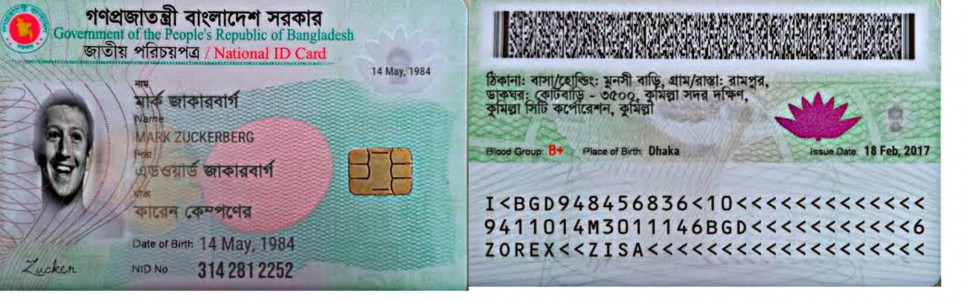 গণপ্রজাতন্ত্রী বাংলাদেশ সরকার
Government of the People's Republic of Bangladesh
জাতীয় পরিচয়পত্র / National ID Card
14 May, 1984
নাম
মার্ক জাকারবার্গ
Name
MARK ZUCKERBERG
পিতা
এডওয়ার্ড জাকারবার্গ
মাতা
কারেন কেম্পণের
Date of Birth 14 May, 1984
NID No 314 281 2252
Zucken
ঠিকানা: বাসা/হোল্ডিং: মুনসী বাড়ি, গ্রাম/রাস্তা: রামপুর,
ডাকঘর: কোটবাড়ি - ৩৫০০, কুমিল্লা সদর দক্ষিণ,
কুমিল্লা সিটি কর্পোরেশন, কুমিল্লা
Blood Group: B+ Place of Birth: Dhaka Issue Date: 18 Feb, 2017
I<BGD948456836<10<<<<<<<<<<<<<
9411014M3011146BGD<<<<<<<<<<<6
ZOREX<<ZISA<<<<<<<<<<<<<<<<<<<